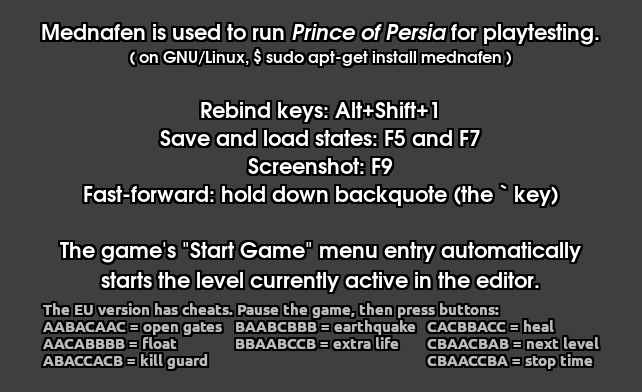 Mednafen is used to run Prince of Persia for playtesting.
( on GNU/Linux, $ sudo apt-get install mednafen )
Rebind keys: Alt+Shift+1
Save and load states: F5 and F7
Screenshot: F9
Fast-forward: hold down backquote (the ` key)
The game's "Start Game" menu entry automatically
starts the level currently active in the editor.
The EU version has cheats. Pause the game, then press buttons:
AABACAAC = open gates BAABCBBB = earthquake CACBBACC = heal
AACABBBB = float BBAABCCB = extra life CBAACBAB = next level
ABACCACB = kill guard CBAACCBA = stop time